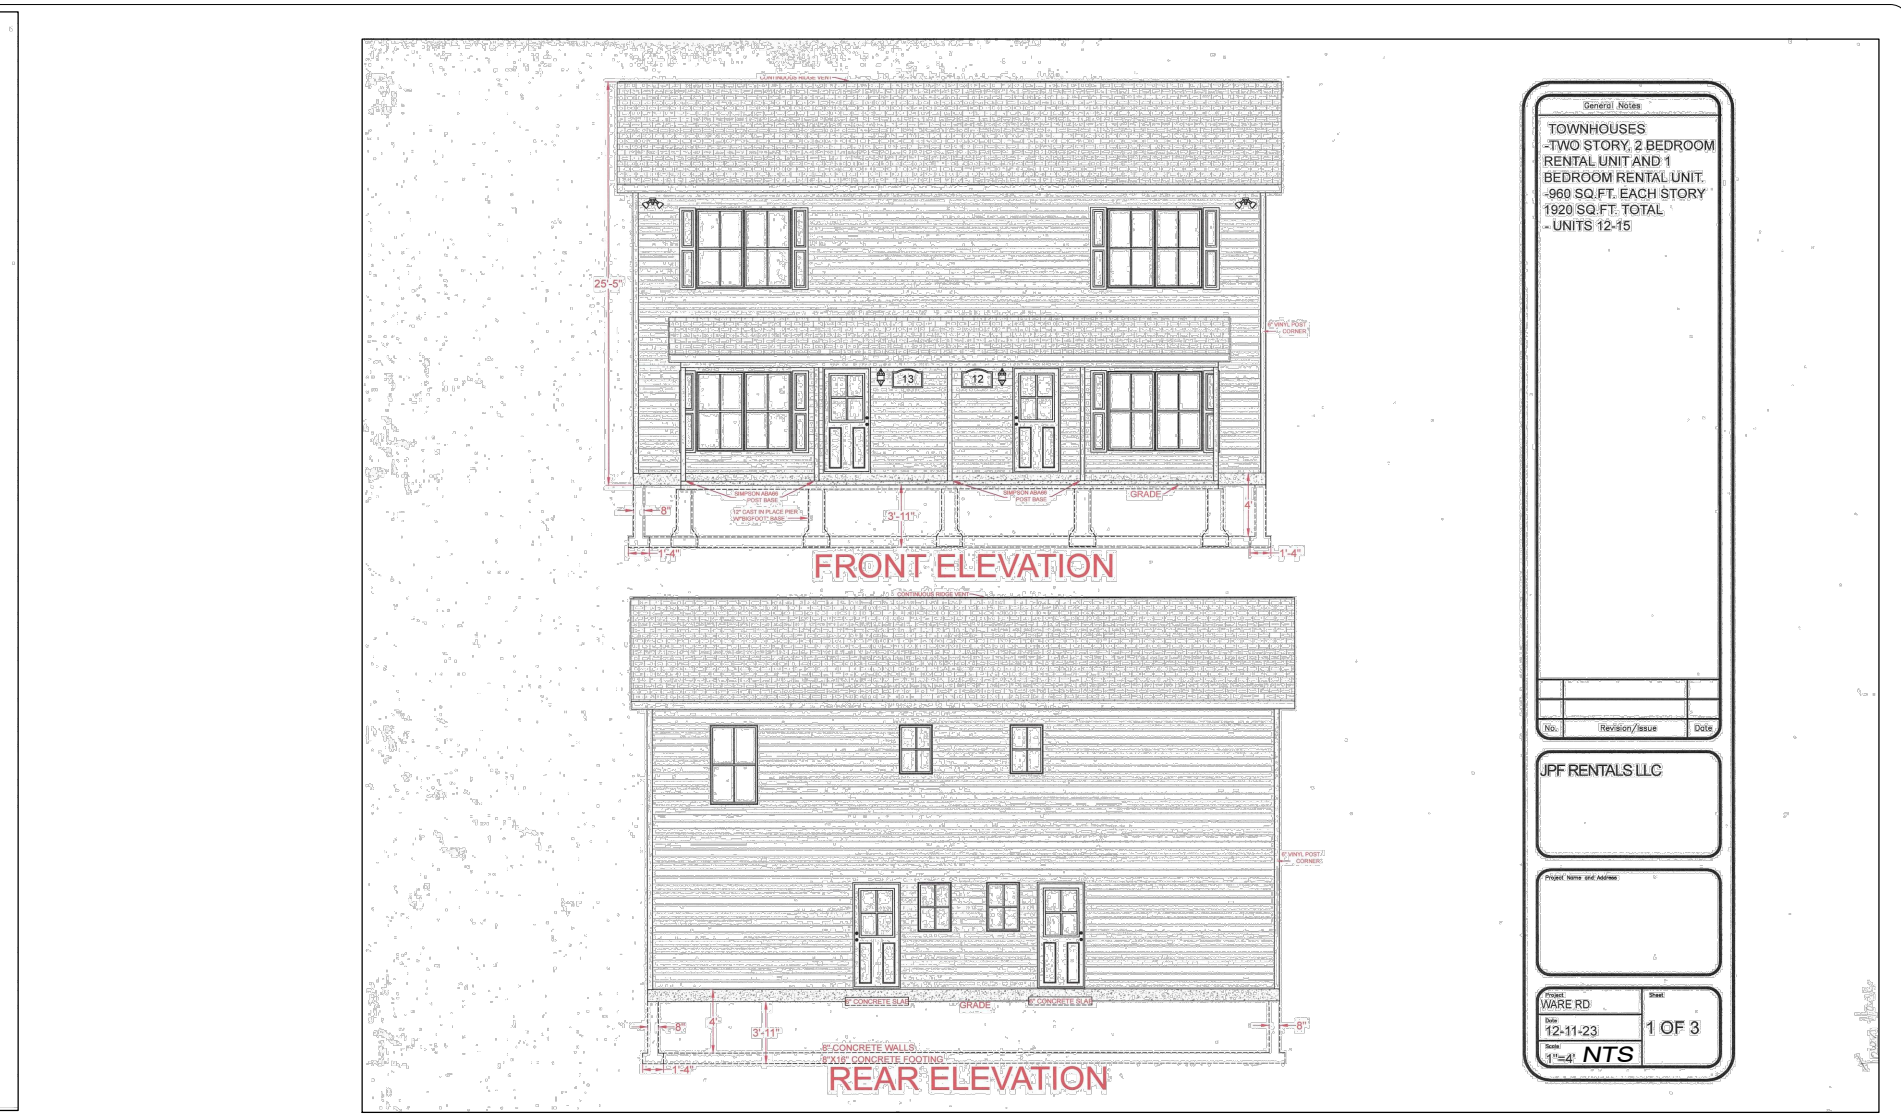 CONTINUOUS RIDGE VENT
25'-5"
6" VINYL POST
CORNER
13
12
SIMPSON ABA66
POST BASE
SIMPSON ABA66
POST BASE
GRADE
8"
12" CAST IN PLACE PIER
W/"BIGFOOT" BASE
3'-11"
4'
1'-4"
1'-4"
FRONT ELEVATION
CONTINUOUS RIDGE VENT
6" VINYL POST
CORNER
6" CONCRETE SLAB
GRADE
6" CONCRETE SLAB
8"
4'
3'-11"
8"
8" CONCRETE WALLS
8"X16" CONCRETE FOOTING
1'-4"
REAR ELEVATION
General Notes
TOWNHOUSES
-TWO STORY, 2 BEDROOM
RENTAL UNIT AND 1
BEDROOM RENTAL UNIT.
-960 SQ.FT. EACH STORY
1920 SQ.FT. TOTAL
- UNITS 12-15
No. Revision/Issue Date
JPF RENTALS LLC
Project Name and Address
Project
WARE RD
Date
12-11-23
Scale
1"=4' NTS
Sheet
1 OF 3